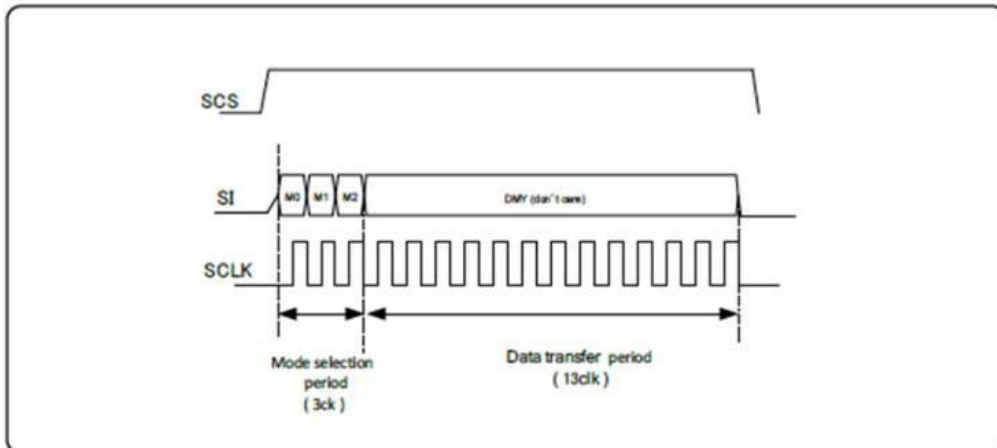 SCS
SI
M0 M1 M2 DMY (don't care)
SCLK
Mode selection
period
( 3ck )
Data transfer period
( 13clk )